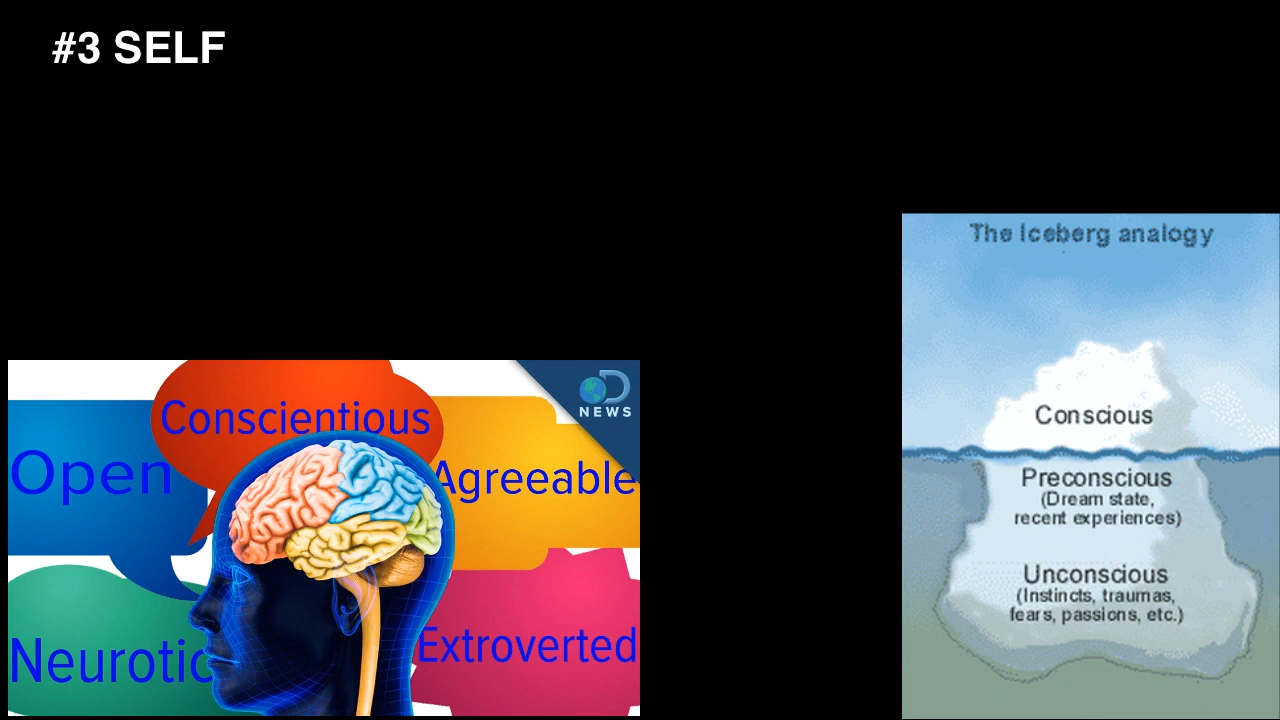 #3 SELF
Conscientious
Open
Agreeable
Neurotic
Extroverted
NEWS
The Iceberg analogy
Conscious
Preconscious
(Dream state,
recent experiences)
Unconscious
(Instincts, traumas,
fears, passions, etc.)